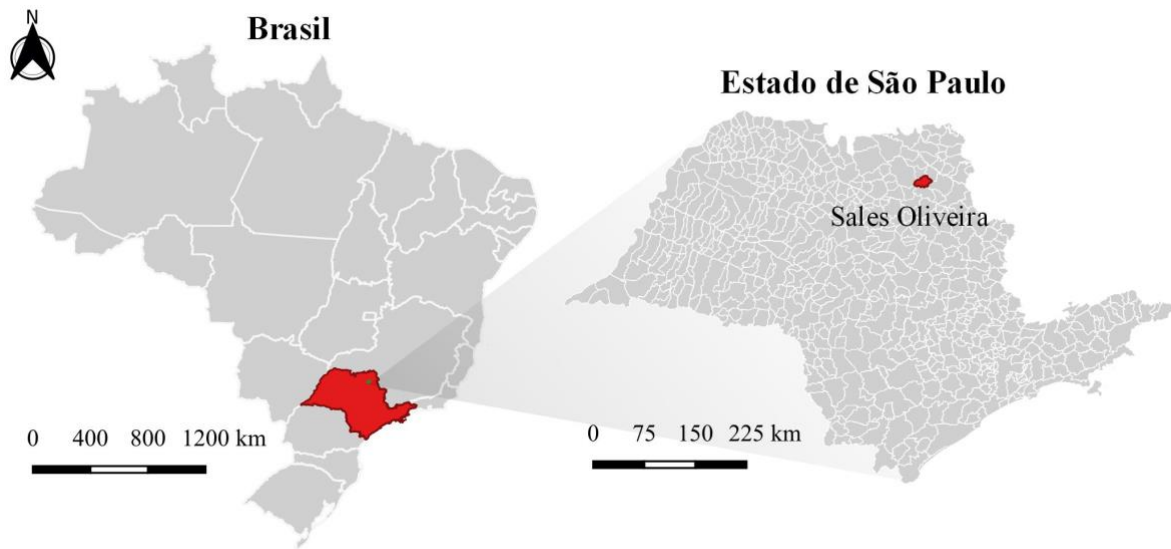 N
Brasil
Estado de São Paulo
Sales Oliveira
0 400 800 1200 km
0 75 150 225 km